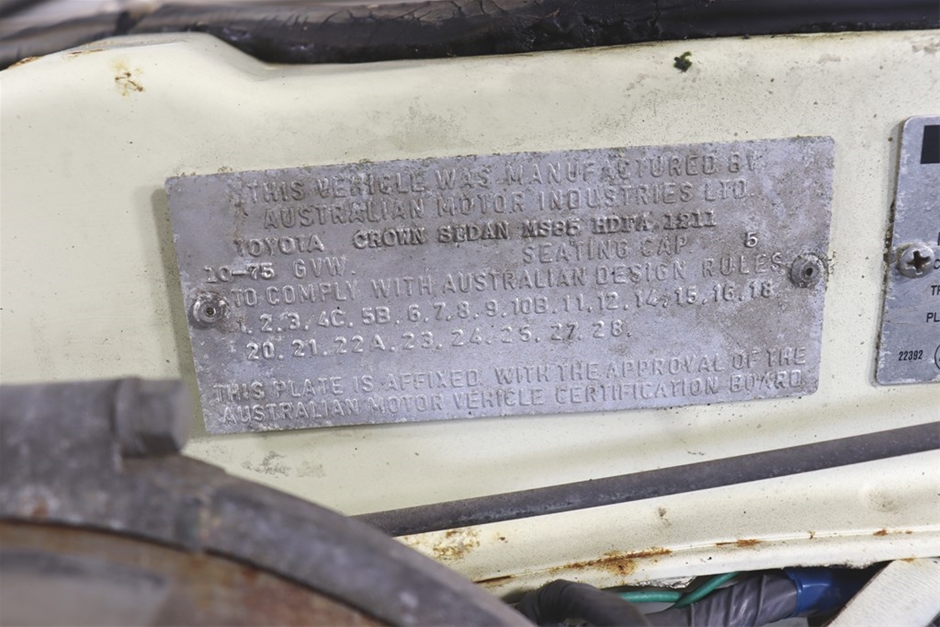 THIS VEHICLE WAS MANUFACTURED BY
AUSTRALIAN MOTOR INDUSTRIES LTD.
TOYOTA CROWN SEDAN MS85 HDFA 1211
10-75 GVW. SEATING CAP 5
TO COMPLY WITH AUSTRALIAN DESIGN RULES
1, 2, 3, 4C, 5B, 6, 7, 8, 9, 10B, 11, 12, 14, 15, 16, 18,
20, 21, 22A, 23, 24, 25, 27, 28.
THIS PLATE IS AFFIXED WITH THE APPROVAL OF THE
AUSTRALIAN MOTOR VEHICLE CERTIFICATION BOARD
22392